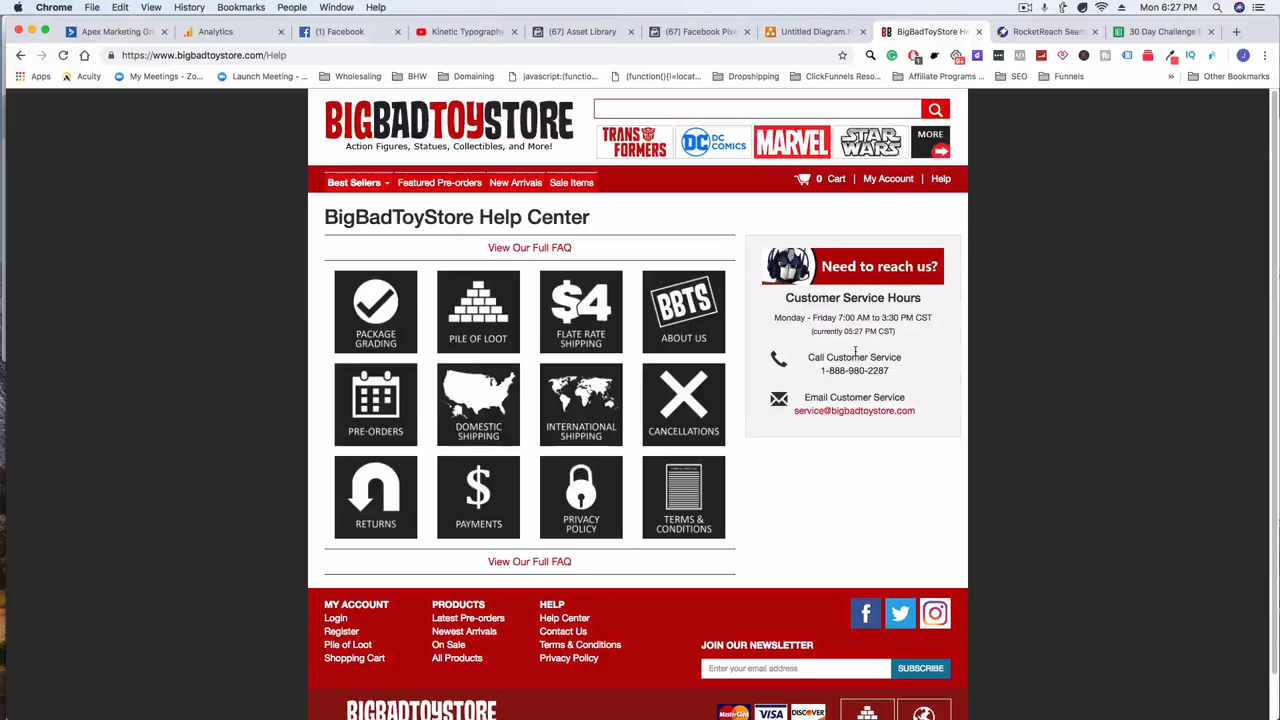 Chrome File Edit View History Bookmarks People Window Help Mon 6:27 PM
Apex Marketing Gr Analytics (1) Facebook Kinetic Typography (67) Asset Library (67) Facebook Pixel Untitled Diagram.h BigBadToyStore He RocketReach Sear 30 Day Challenge
https://www.bigbadtoystore.com/Help
Apps Acuity My Meetings - Zo... Launch Meeting - ... Wholesaling BHW Domaining javascript:(functio... (function(){l=locat... Dropshipping ClickFunnels Reso... Affiliate Programs ... SEO Funnels » Other Bookmarks
BIGBADTOYSTORE
Action Figures, Statues, Collectibles, and More!
TRANSFORMERS DC COMICS MARVEL STAR WARS MORE
Best Sellers Featured Pre-orders New Arrivals Sale Items 0 Cart | My Account | Help
BigBadToyStore Help Center
View Our Full FAQ
PACKAGE GRADING
PILE OF LOOT
$4
FLATE RATE SHIPPING
BBTS
ABOUT US
PRE-ORDERS
DOMESTIC SHIPPING
INTERNATIONAL SHIPPING
CANCELLATIONS
RETURNS
$
PAYMENTS
PRIVACY POLICY
TERMS & CONDITIONS
View Our Full FAQ
Need to reach us?
Customer Service Hours
Monday - Friday 7:00 AM to 3:30 PM CST
(currently 05:27 PM CST)
Call Customer Service
1-888-980-2287
Email Customer Service
service@bigbadtoystore.com
MY ACCOUNT
Login
Register
Pile of Loot
Shopping Cart
PRODUCTS
Latest Pre-orders
Newest Arrivals
On Sale
All Products
HELP
Help Center
Contact Us
Terms & Conditions
Privacy Policy
JOIN OUR NEWSLETTER
Enter your email address SUBSCRIBE
BIGBADTOYSTORE
MasterCard VISA DISCOVER